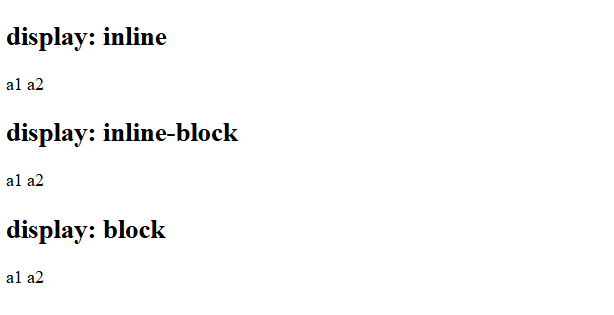 display: inline
a1 a2
display: inline-block
a1 a2
display: block
a1 a2